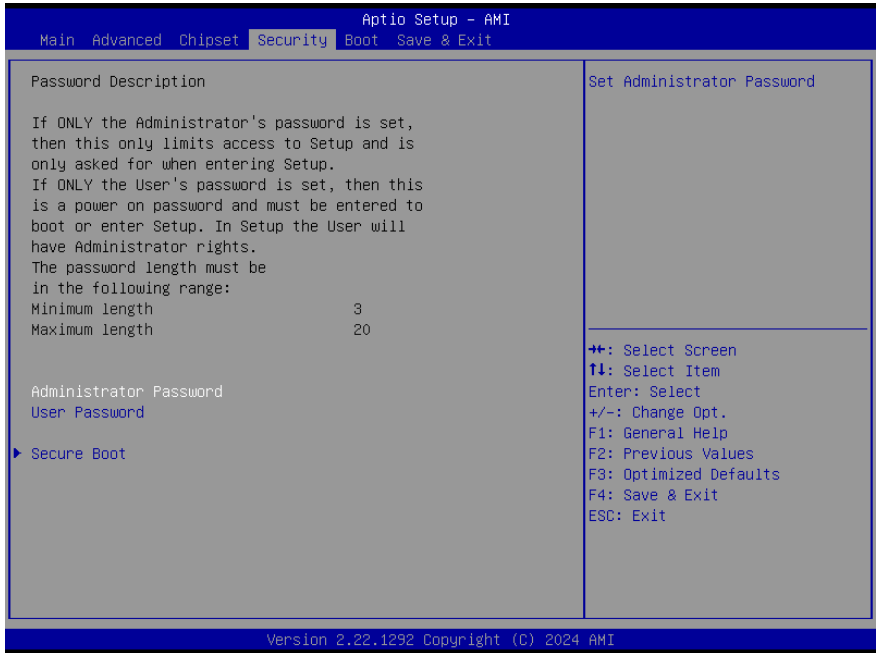 Aptio Setup – AMI
Main Advanced Chipset Security Boot Save & Exit
Password Description
If ONLY the Administrator's password is set,
then this only limits access to Setup and is
only asked for when entering Setup.
If ONLY the User's password is set, then this
is a power on password and must be entered to
boot or enter Setup. In Setup the User will
have Administrator rights.
The password length must be
in the following range:
Minimum length 3
Maximum length 20
Administrator Password
User Password
Secure Boot
Set Administrator Password
→←: Select Screen
↑↓: Select Item
Enter: Select
+/-: Change Opt.
F1: General Help
F2: Previous Values
F3: Optimized Defaults
F4: Save & Exit
ESC: Exit
Version 2.22.1292 Copyright (C) 2024 AMI